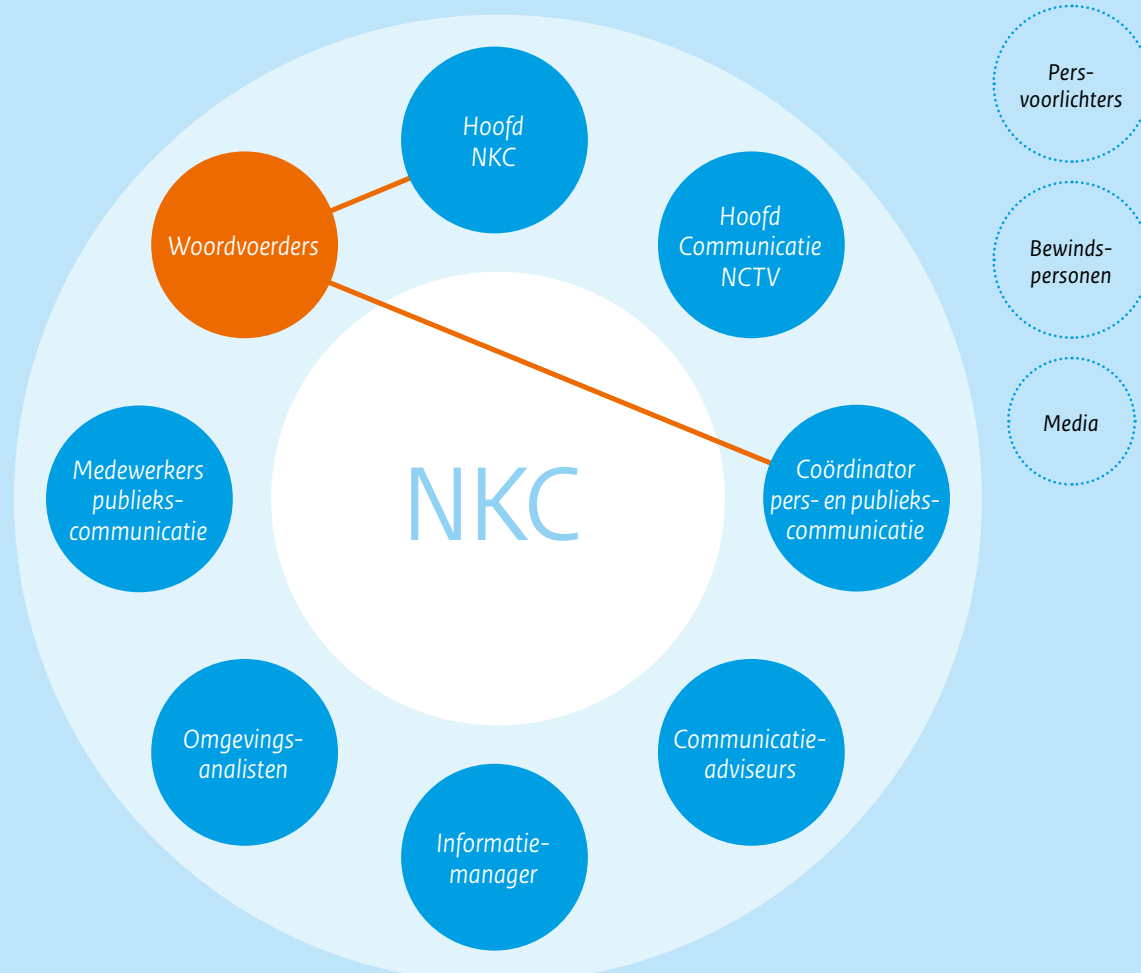 Hoofd
NKC
Woordvoerders
Hoofd
Communicatie
NCTV
Medewerkers
publieks-
communicatie
NKC
Coördinator
pers- en publieks-
communicatie
Omgevings-
analisten
Communicatie-
adviseurs
Informatie-
manager
Pers-
voorlichters
Bewinds-
personen
Media